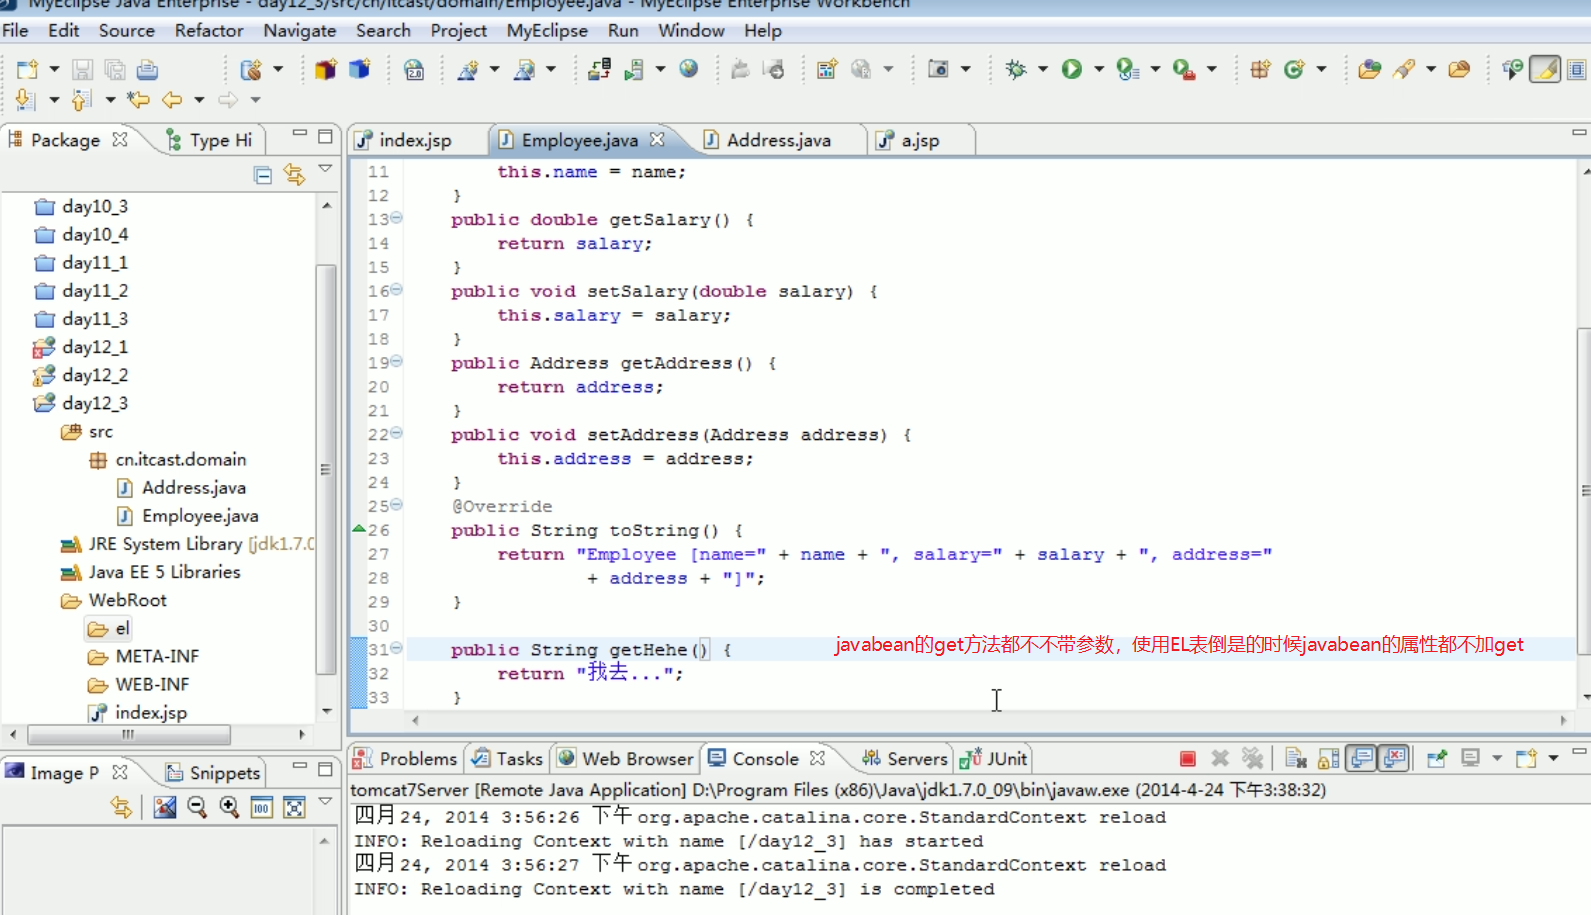 MyEclipse Java Enterprise - day12_3/src/cn/itcast/domain/Employee.java - MyEclipse Enterprise Workbench
File Edit Source Refactor Navigate Search Project MyEclipse Run Window Help
Package Type Hi
index.jsp Employee.java Address.java a.jsp
day10_3
day10_4
day11_1
day11_2
day11_3
day12_1
day12_2
day12_3
src
cn.itcast.domain
Address.java
Employee.java
JRE System Library [jdk1.7.0
Java EE 5 Libraries
WebRoot
el
META-INF
WEB-INF
index.jsp
11 this.name = name;
12 }
13 public double getSalary() {
14 return salary;
15 }
16 public void setSalary(double salary) {
17 this.salary = salary;
18 }
19 public Address getAddress() {
20 return address;
21 }
22 public void setAddress(Address address) {
23 this.address = address;
24 }
25 @Override
26 public String toString() {
27 return "Employee [name=" + name + ", salary=" + salary + ", address="
28 + address + "]";
29 }
30
31 public String getHehe() {
javabean的get方法都不不带参数，使用EL表倒是的时候javabean的属性都不加get
32 return "我去...";
33 }
Image P Snippets
100
Problems Tasks Web Browser Console Servers JUnit
tomcat7Server [Remote Java Application] D:\Program Files (x86)\Java\jdk1.7.0_09\bin\javaw.exe (2014-4-24 下午3:38:32)
四月 24, 2014 3:56:26 下午 org.apache.catalina.core.StandardContext reload
INFO: Reloading Context with name [/day12_3] has started
四月 24, 2014 3:56:27 下午 org.apache.catalina.core.StandardContext reload
INFO: Reloading Context with name [/day12_3] is completed